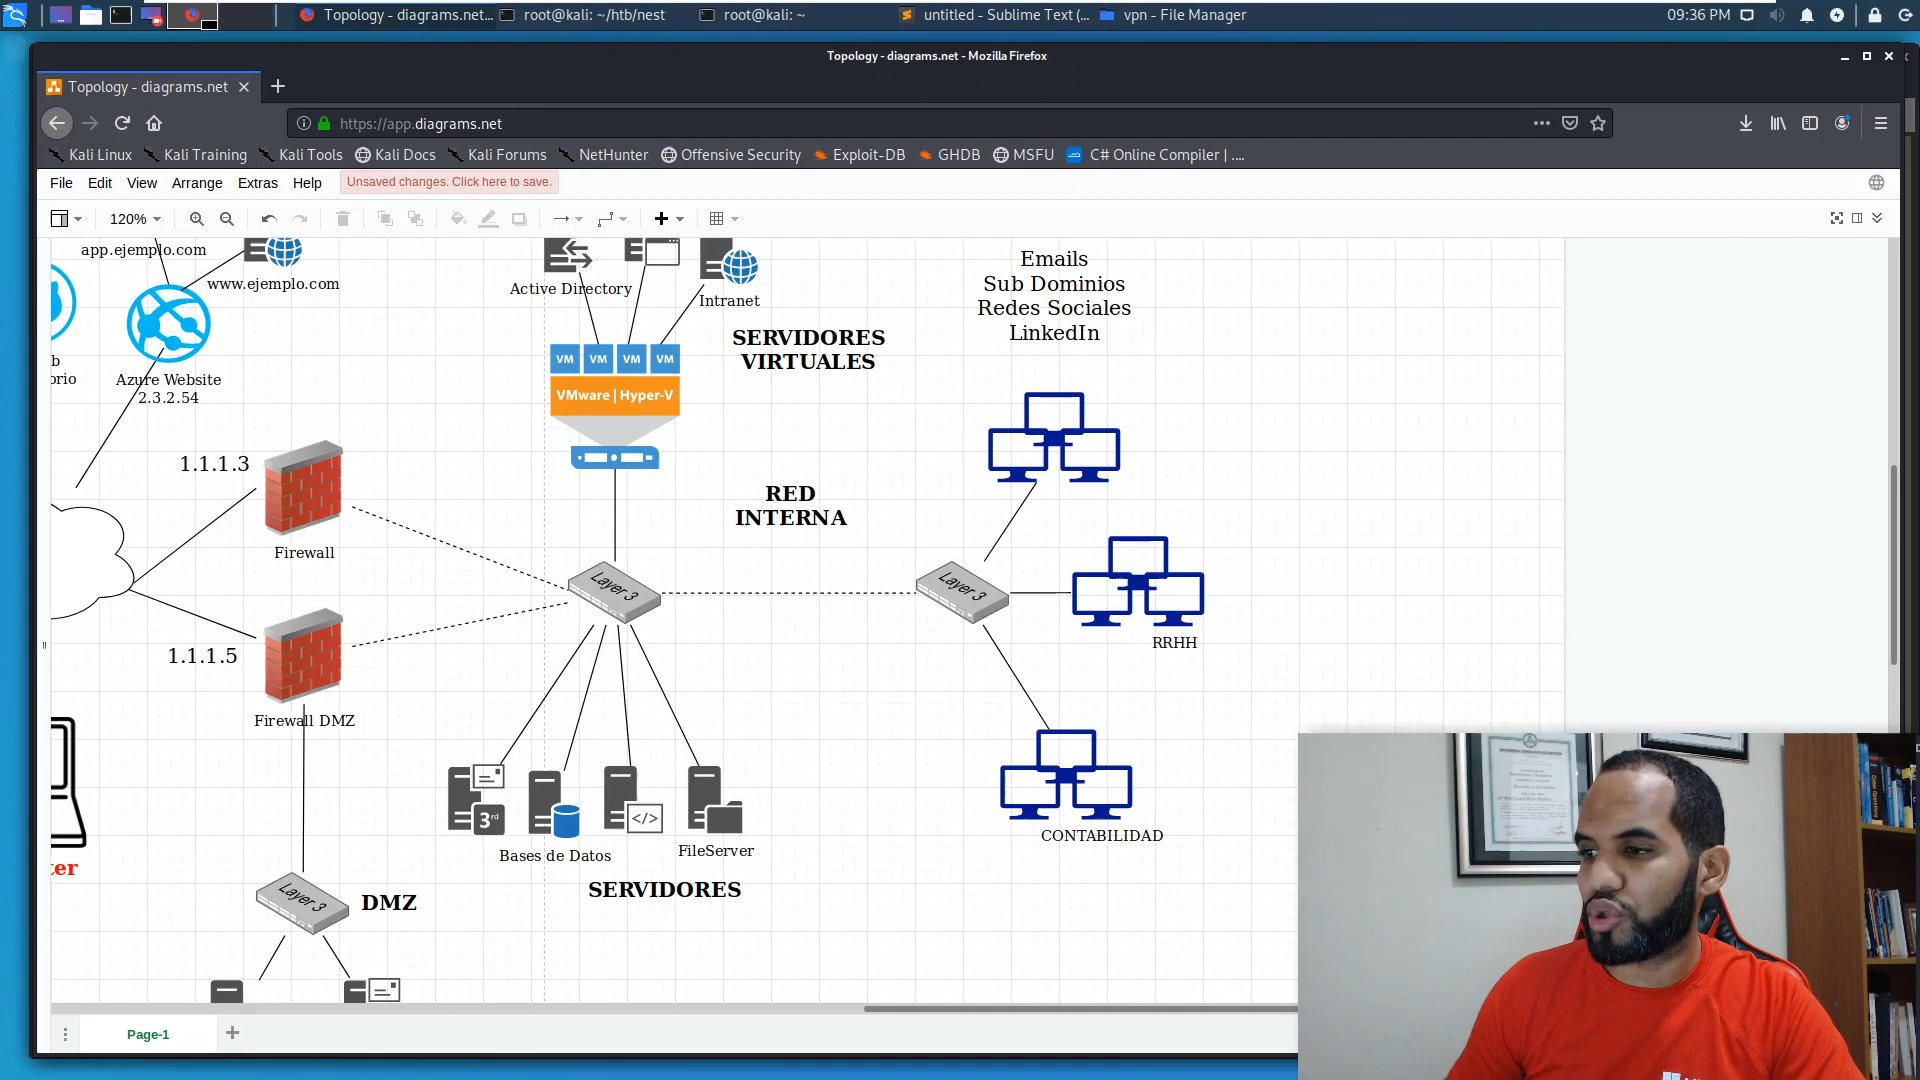 09:36 PM
Topology - diagrams.net...
root@kali: ~/htb/nest
root@kali: ~
untitled - Sublime Text (...
vpn - File Manager
Topology - diagrams.net - Mozilla Firefox
Topology - diagrams.net
https://app.diagrams.net
Kali Linux
Kali Training
Kali Tools
Kali Docs
Kali Forums
NetHunter
Offensive Security
Exploit-DB
GHDB
MSFU
C# Online Compiler | ....
File
Edit
View
Arrange
Extras
Help
Unsaved changes. Click here to save.
120%
app.ejemplo.com
www.ejemplo.com
b
orio
Azure Website
2.3.2.54
Active Directory
Intranet
SERVIDORES
VIRTUALES
VM
VM
VM
VM
VMware | Hyper-V
Emails
Sub Dominios
Redes Sociales
LinkedIn
1.1.1.3
Firewall
RED
INTERNA
Layer 3
Layer 3
RRHH
1.1.1.5
Firewall DMZ
3rd
</>
Bases de Datos
FileServer
SERVIDORES
CONTABILIDAD
ter
Layer 3
DMZ
Page-1